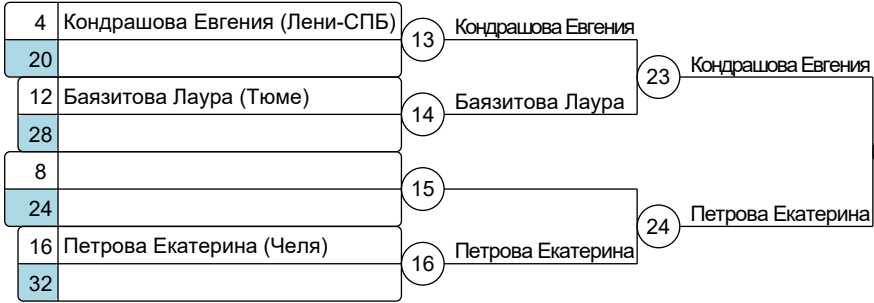 4 Кондрашова Евгения (Лени-СПБ)
20
13 Кондрашова Евгения
12 Баязитова Лаура (Тюме)
28
14 Баязитова Лаура
23 Кондрашова Евгения
8
24
15
16 Петрова Екатерина (Челя)
32
16 Петрова Екатерина
24 Петрова Екатерина